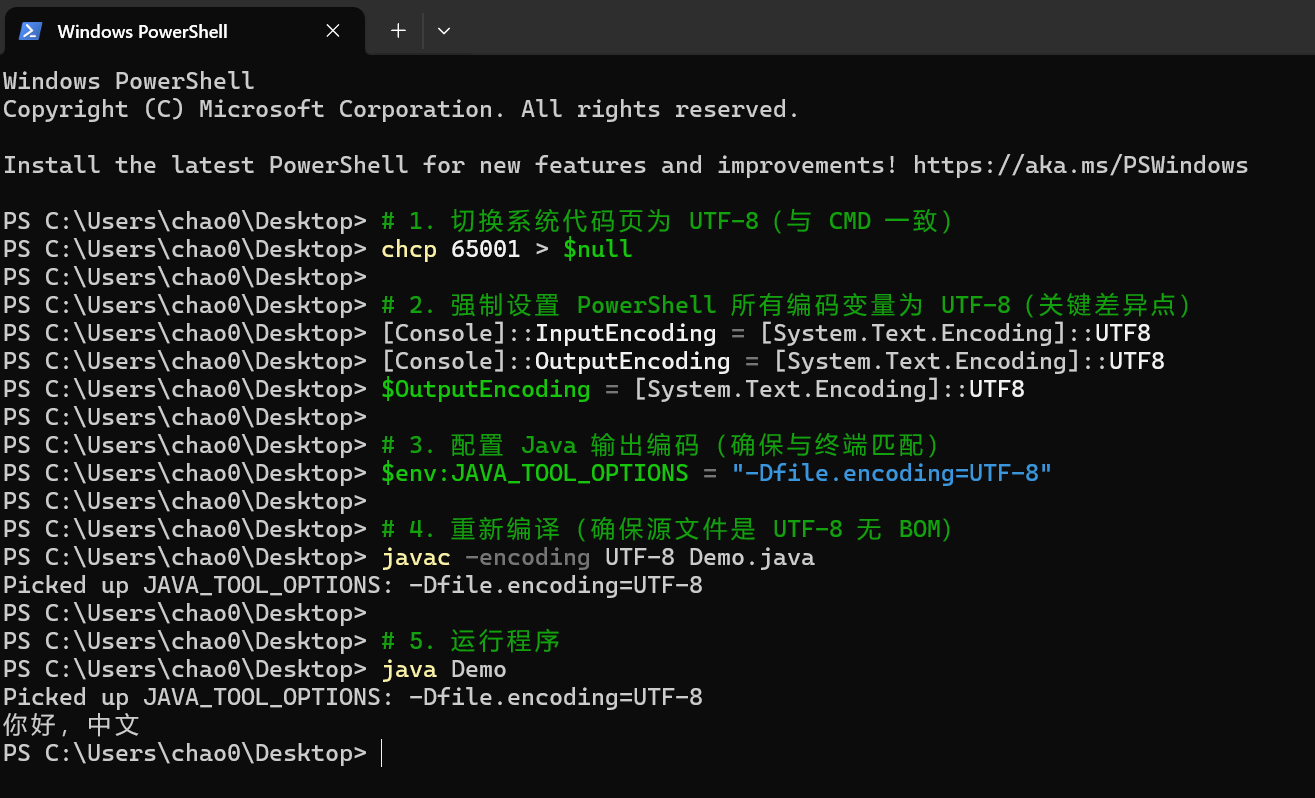 Windows PowerShell
Windows PowerShell
Copyright (C) Microsoft Corporation. All rights reserved.
Install the latest PowerShell for new features and improvements! https://aka.ms/PSWindows
PS C:\Users\chao0\Desktop> # 1. 切换系统代码页为 UTF-8（与 CMD 一致）
PS C:\Users\chao0\Desktop> chcp 65001 > $null
PS C:\Users\chao0\Desktop>
PS C:\Users\chao0\Desktop> # 2. 强制设置 PowerShell 所有编码变量为 UTF-8（关键差异点）
PS C:\Users\chao0\Desktop> [Console]::InputEncoding = [System.Text.Encoding]::UTF8
PS C:\Users\chao0\Desktop> [Console]::OutputEncoding = [System.Text.Encoding]::UTF8
PS C:\Users\chao0\Desktop> $OutputEncoding = [System.Text.Encoding]::UTF8
PS C:\Users\chao0\Desktop>
PS C:\Users\chao0\Desktop> # 3. 配置 Java 输出编码（确保与终端匹配）
PS C:\Users\chao0\Desktop> $env:JAVA_TOOL_OPTIONS = "-Dfile.encoding=UTF-8"
PS C:\Users\chao0\Desktop>
PS C:\Users\chao0\Desktop> # 4. 重新编译（确保源文件是 UTF-8 无 BOM）
PS C:\Users\chao0\Desktop> javac -encoding UTF-8 Demo.java
Picked up JAVA_TOOL_OPTIONS: -Dfile.encoding=UTF-8
PS C:\Users\chao0\Desktop>
PS C:\Users\chao0\Desktop> # 5. 运行程序
PS C:\Users\chao0\Desktop> java Demo
Picked up JAVA_TOOL_OPTIONS: -Dfile.encoding=UTF-8
你好，中文
PS C:\Users\chao0\Desktop>